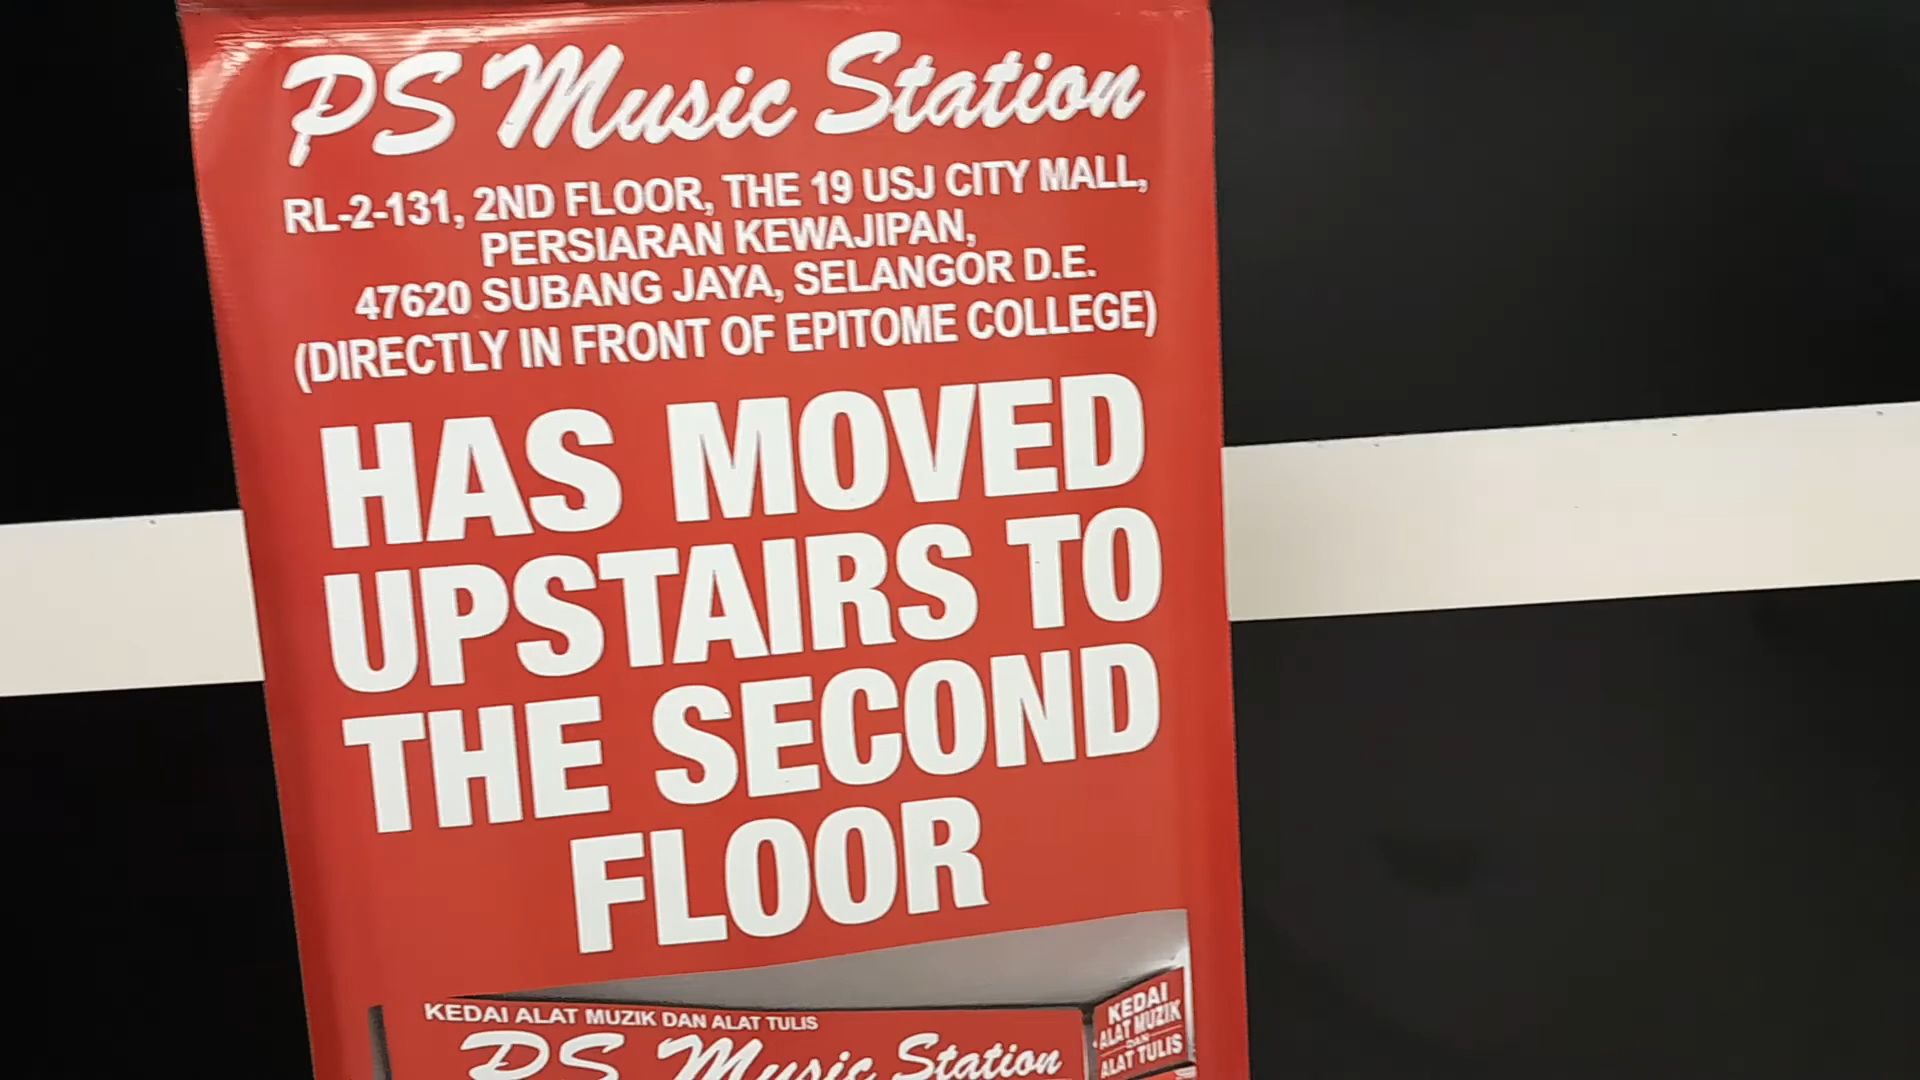 PS Music Station
RL-2-131, 2ND FLOOR, THE 19 USJ CITY MALL,
PERSIARAN KEWAJIPAN,
47620 SUBANG JAYA, SELANGOR D.E.
(DIRECTLY IN FRONT OF EPITOME COLLEGE)
HAS MOVED
UPSTAIRS TO
THE SECOND
FLOOR
KEDAI ALAT MUZIK DAN ALAT TULIS
PS Music Station
KEDAI
ALAT MUZIK
DAN
ALAT TULIS